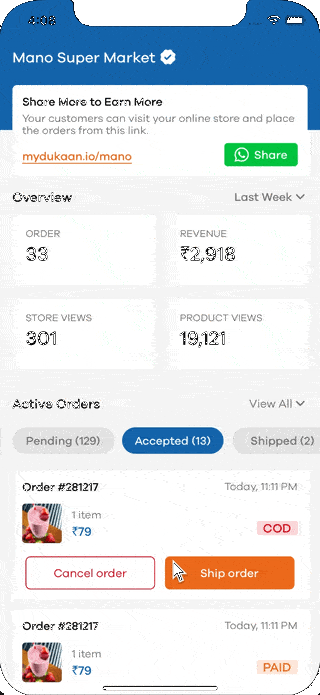 4:08
Mano Super Market
Share More to Earn More
Your customers can visit your online store and place
the orders from this link.
mydukaan.io/mano
Share
Overview
Last Week
ORDER
REVENUE
33
₹2,918
STORE VIEWS
PRODUCT VIEWS
301
19,121
Active Orders
View All
Pending (129)
Accepted (13)
Shipped (2)
Order #281217
Today, 11:11 PM
1 item
₹79
COD
Cancel order
Ship order
Order #281217
Today, 11:11 PM
1 item
₹79
PAID